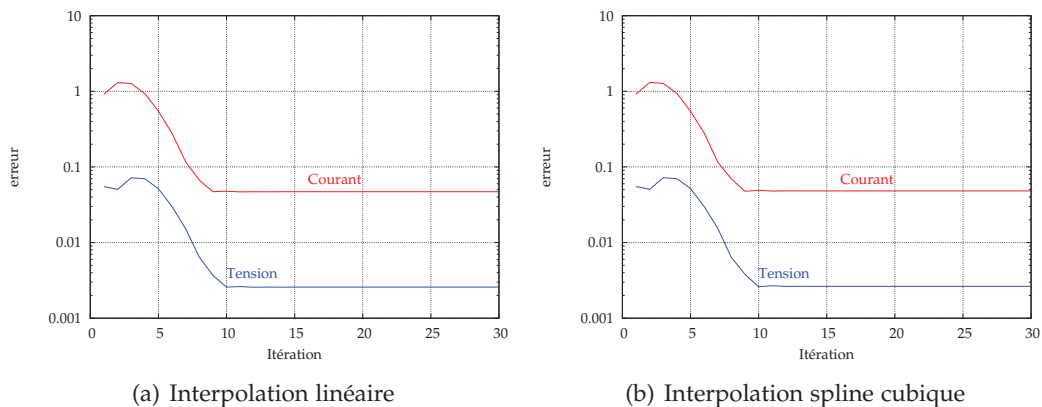 10
1
0.1
0.01
0.001
0
5
10
15
20
25
30
erreur
Itération
Courant
Tension
(a) Interpolation linéaire
10
1
0.1
0.01
0.001
0
5
10
15
20
25
30
erreur
Itération
Courant
Tension
(b) Interpolation spline cubique